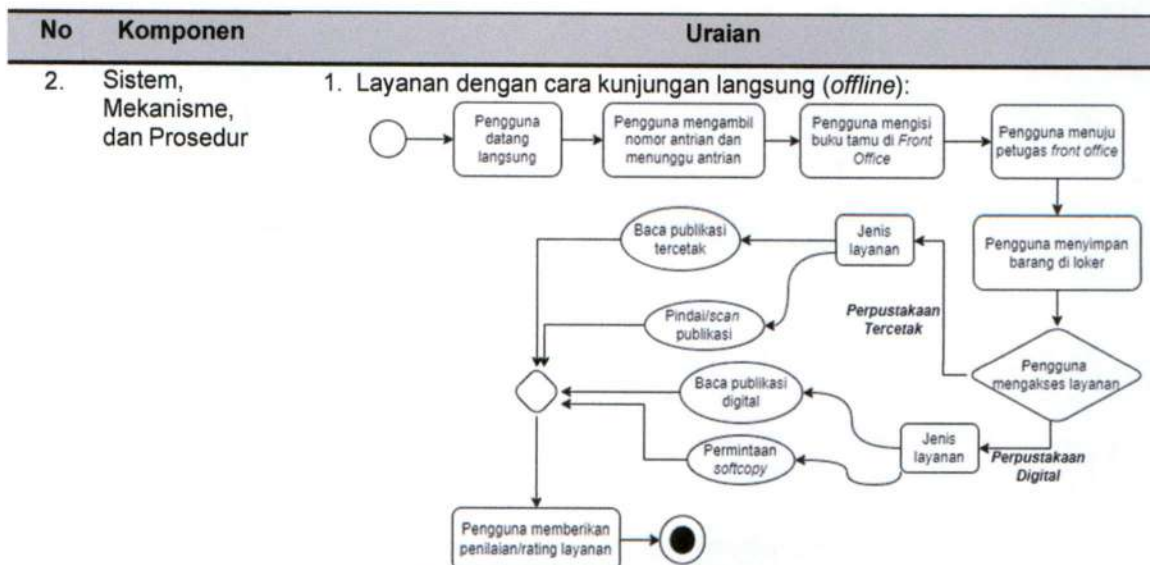 No Komponen Uraian
2. Sistem,
Mekanisme,
dan Prosedur
1. Layanan dengan cara kunjungan langsung (offline):
Pengguna
datang
langsung
Pengguna mengambil
nomor antrian dan
menunggu antrian
Pengguna mengisi
buku tamu di Front
Office
Pengguna menuju
petugas front office
Pengguna menyimpan
barang di loker
Pengguna
mengakses layanan
Perpustakaan
Tercetak
Jenis
layanan
Baca publikasi
tercetak
Pindai/scan
publikasi
Perpustakaan
Digital
Jenis
layanan
Baca publikasi
digital
Permintaan
softcopy
Pengguna memberikan
penilaian/rating layanan